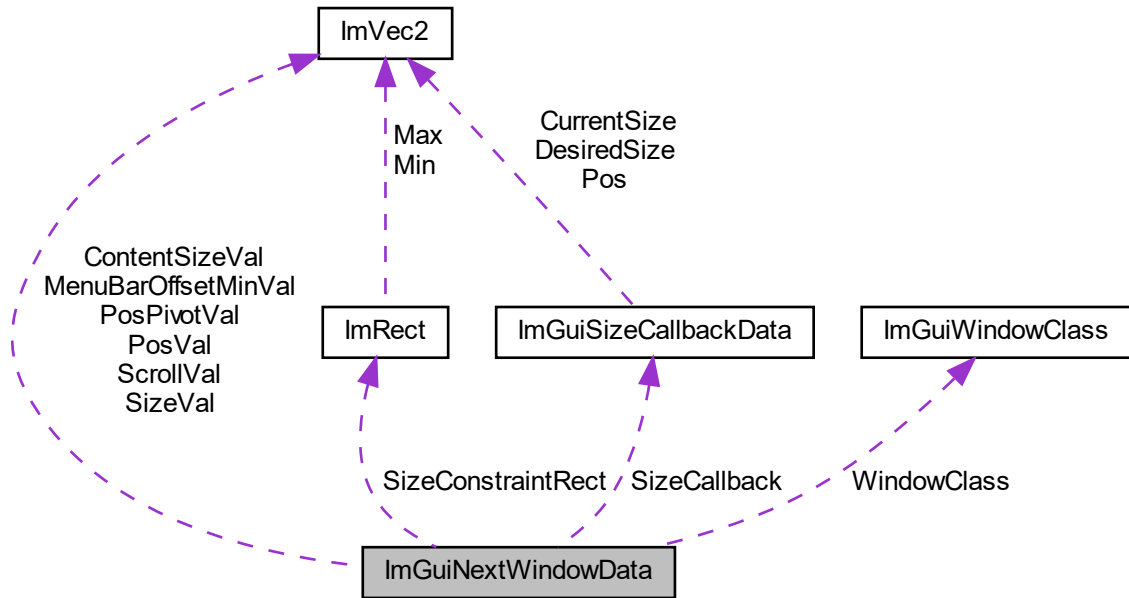 ImVec2
Max
Min
CurrentSize
DesiredSize
Pos
ContentSizeVal
MenuBarOffsetMinVal
PosPivotVal
PosVal
ScrollVal
SizeVal
ImRect
ImGuiSizeCallbackData
ImGuiWindowClass
SizeConstraintRect
SizeCallback
WindowClass
ImGuiNextWindowData